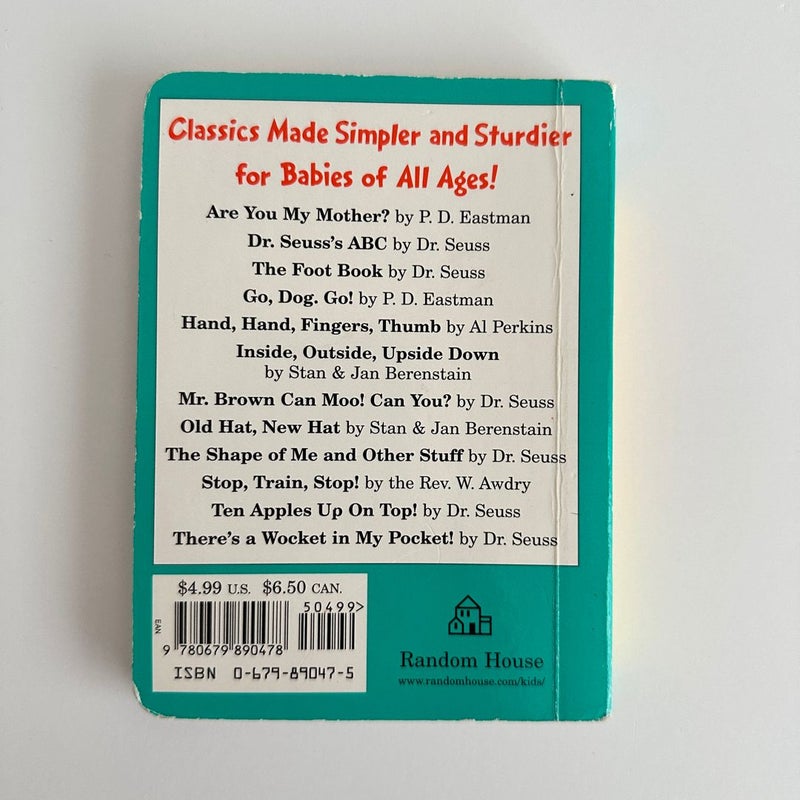 Classics Made Simpler and Sturdier
for Babies of All Ages!
Are You My Mother? by P. D. Eastman
Dr. Seuss's ABC by Dr. Seuss
The Foot Book by Dr. Seuss
Go, Dog. Go! by P. D. Eastman
Hand, Hand, Fingers, Thumb by Al Perkins
Inside, Outside, Upside Down
by Stan & Jan Berenstain
Mr. Brown Can Moo! Can You? by Dr. Seuss
Old Hat, New Hat by Stan & Jan Berenstain
The Shape of Me and Other Stuff by Dr. Seuss
Stop, Train, Stop! by the Rev. W. Awdry
Ten Apples Up On Top! by Dr. Seuss
There's a Wocket in My Pocket! by Dr. Seuss
$4.99 U.S. $6.50 CAN.
50499>
EAN
9 780679 890478
ISBN 0-679-89047-5
Random House
www.randomhouse.com/kids/